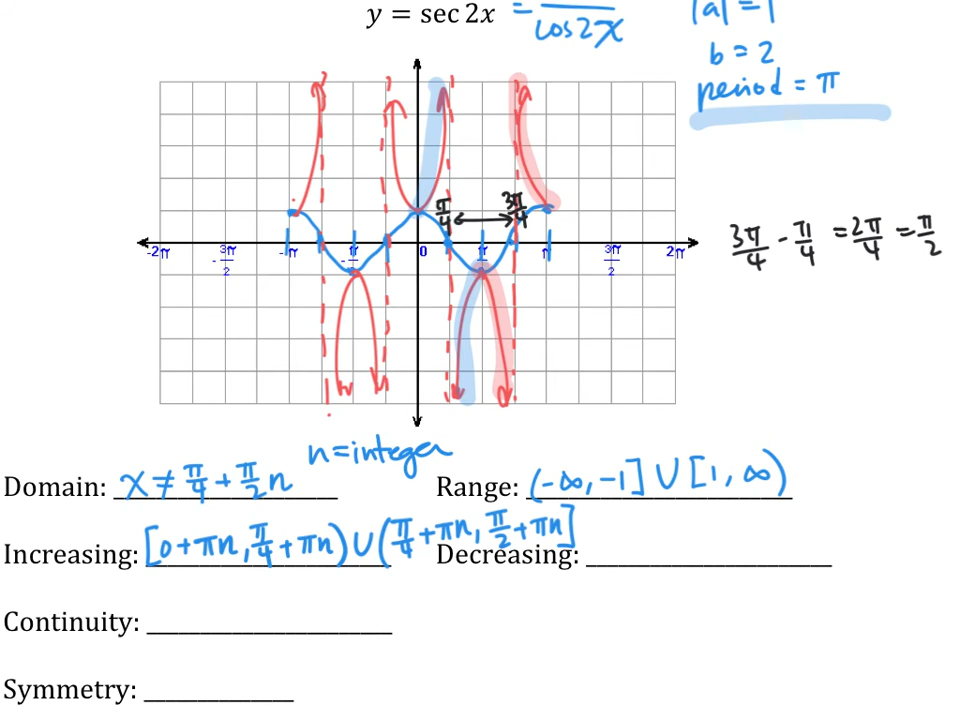 y = sec 2x = 1/cos2x
|a| = 1
b = 2
period = π
π/4 3π/4
-2π -3π/2 -π -π/2 0 π/2 π 3π/2 2π
3π/4 - π/4 = 2π/4 = π/2
n = integer
Domain: x ≠ π/4 + π/2 n Range: (-∞, -1] ∪ [1, ∞)
Increasing: [0+πn, π/4+πn) ∪ (π/4+πn, π/2+πn] Decreasing:
Continuity:
Symmetry: